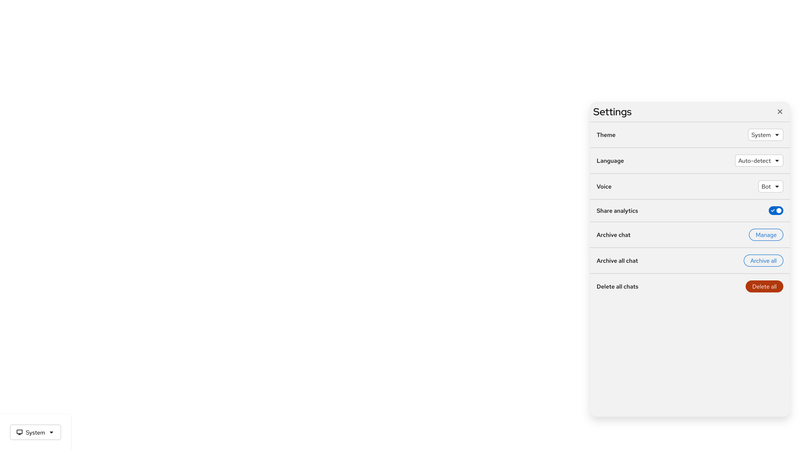 Settings
Theme
System
Language
Auto-detect
Voice
Bot
Share analytics
Archive chat
Manage
Archive all chat
Archive all
Delete all chats
Delete all
System